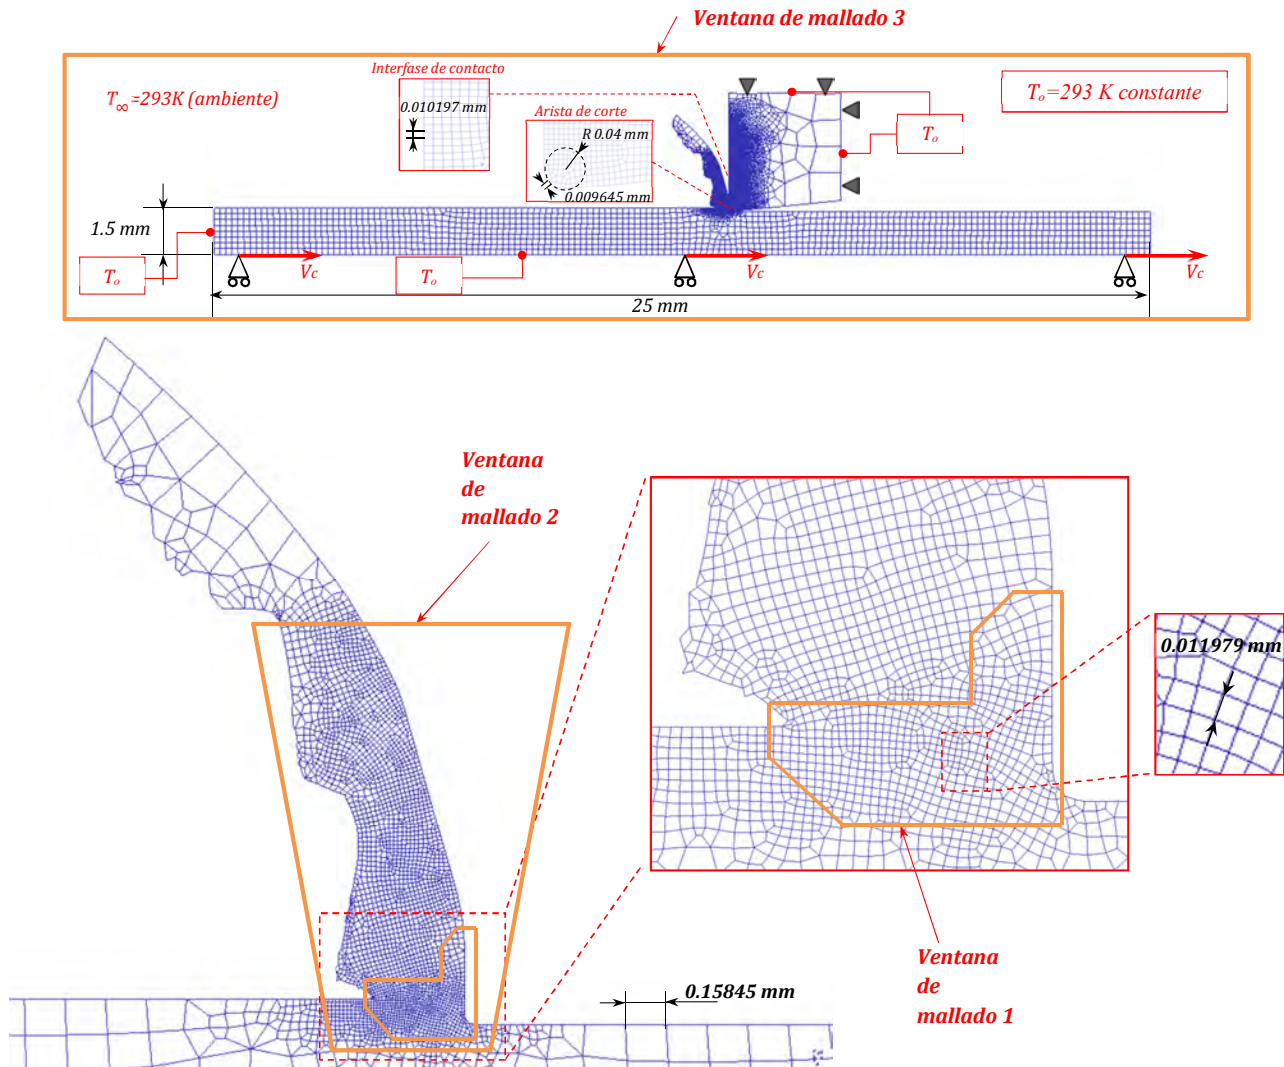 Ventana de mallado 3
Interfase de contacto
T∞=293K (ambiente)
0.010197 mm
Arista de corte
R 0.04 mm
0.009645 mm
To=293 K constante
To
1.5 mm
To
Vc
To
Vc
Vc
25 mm
Ventana
de
mallado 2
0.011979 mm
0.15845 mm
Ventana
de
mallado 1